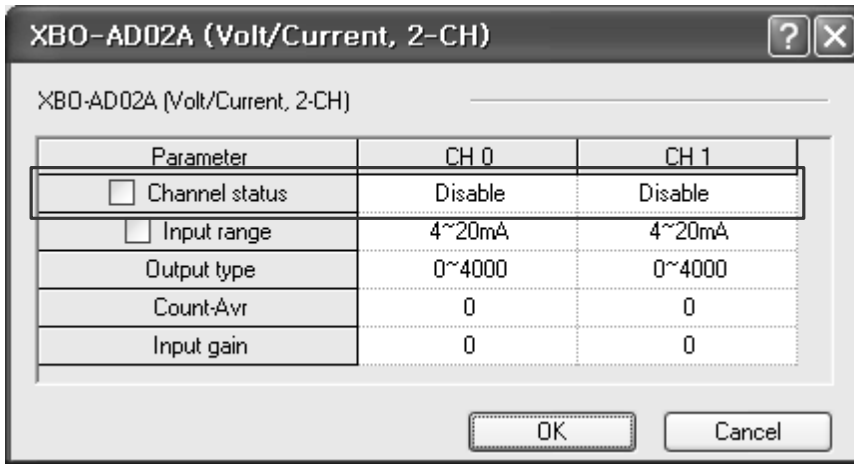 XBO-AD02A (Volt/Current, 2-CH)
XBO-AD02A (Volt/Current, 2-CH)
Parameter CH 0 CH 1
Channel status Disable Disable
Input range 4~20mA 4~20mA
Output type 0~4000 0~4000
Count-Avr 0 0
Input gain 0 0
OK Cancel